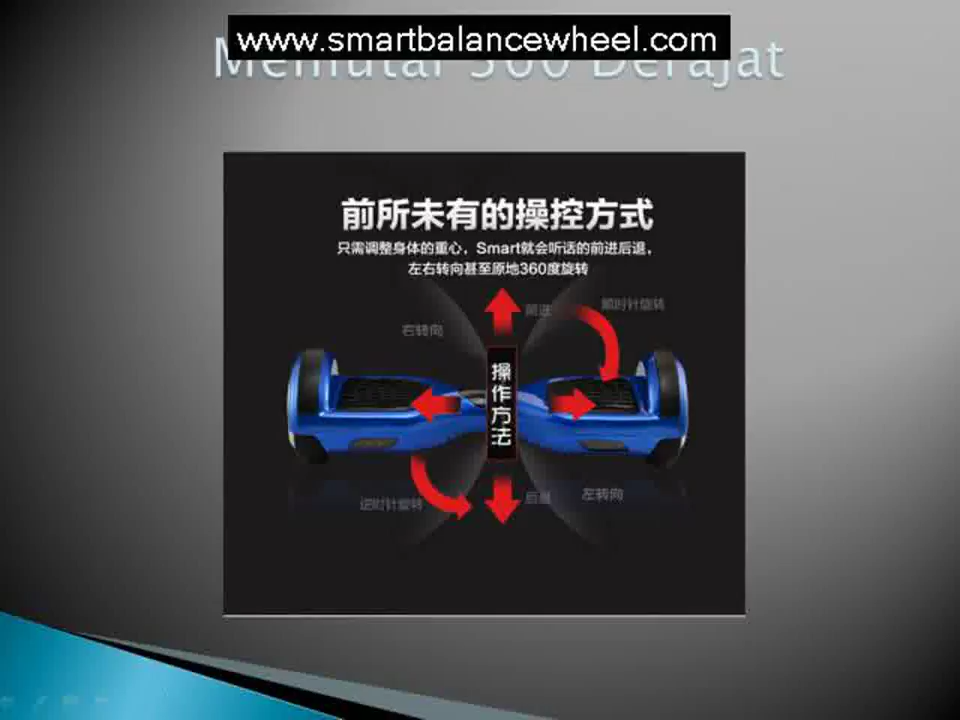 www.smartbalancewheel.com
Memutar 360 Derajat
前所未有的操控方式
只需调整身体的重心，Smart就会听话的前进后退，
左右转向甚至原地360度旋转
前进
顺时针旋转
右转向
操作方法
后退
左转向
逆时针旋转